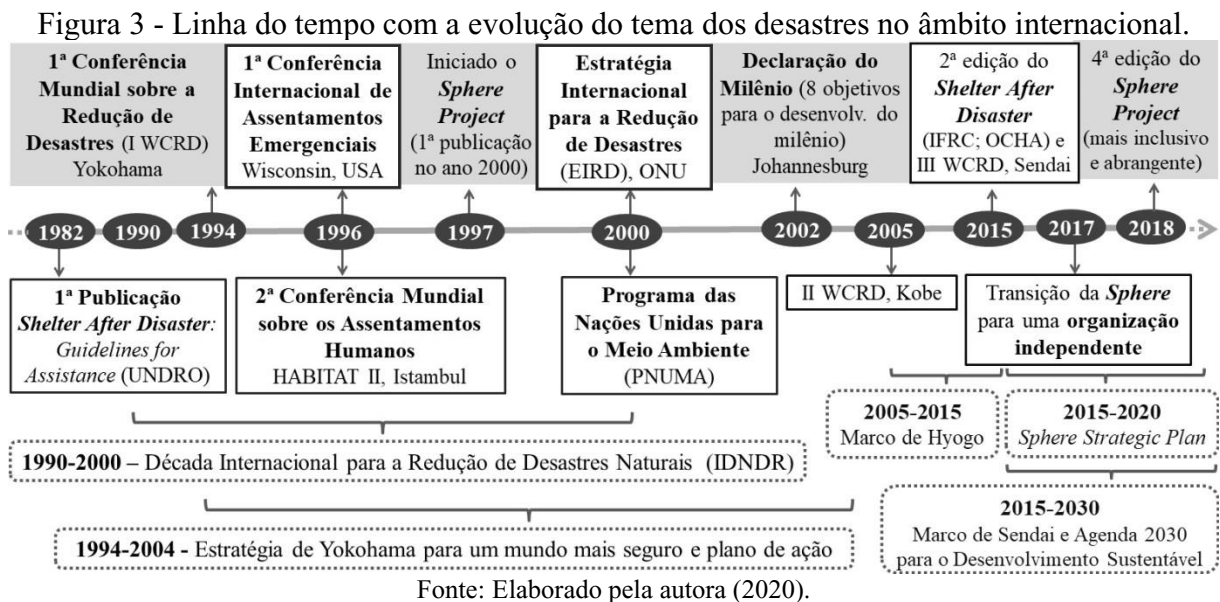 Figura 3 - Linha do tempo com a evolução do tema dos desastres no âmbito internacional.
1ª Conferência
Mundial sobre a
Redução de
Desastres (I WCRD)
Yokohama
1ª Conferência
Internacional de
Assentamentos
Emergenciais
Wisconsin, USA
Iniciado o
Sphere
Project
(1ª publicação
no ano 2000)
Estratégia
Internacional
para a Redução
de Desastres
(EIRD), ONU
Declaração do
Milênio (8 objetivos
para o desenvolv. do
milênio)
Johannesburg
2ª edição do
Shelter After
Disaster
(IFRC; OCHA) e
III WCRD, Sendai
4ª edição do
Sphere
Project
(mais inclusivo
e abrangente)
1982
1990
1994
1996
1997
2000
2002
2005
2015
2017
2018
1ª Publicação
Shelter After Disaster:
Guidelines for
Assistance (UNDRO)
2ª Conferência Mundial
sobre os Assentamentos
Humanos
HABITAT II, Istambul
Programa das
Nações Unidas para
o Meio Ambiente
(PNUMA)
II WCRD, Kobe
Transição da Sphere
para uma organização
independente
2005-2015
Marco de Hyogo
2015-2020
Sphere Strategic Plan
1990-2000 – Década Internacional para a Redução de Desastres Naturais (IDNDR)
2015-2030
Marco de Sendai e Agenda 2030
para o Desenvolvimento Sustentável
1994-2004 - Estratégia de Yokohama para um mundo mais seguro e plano de ação
Fonte: Elaborado pela autora (2020).